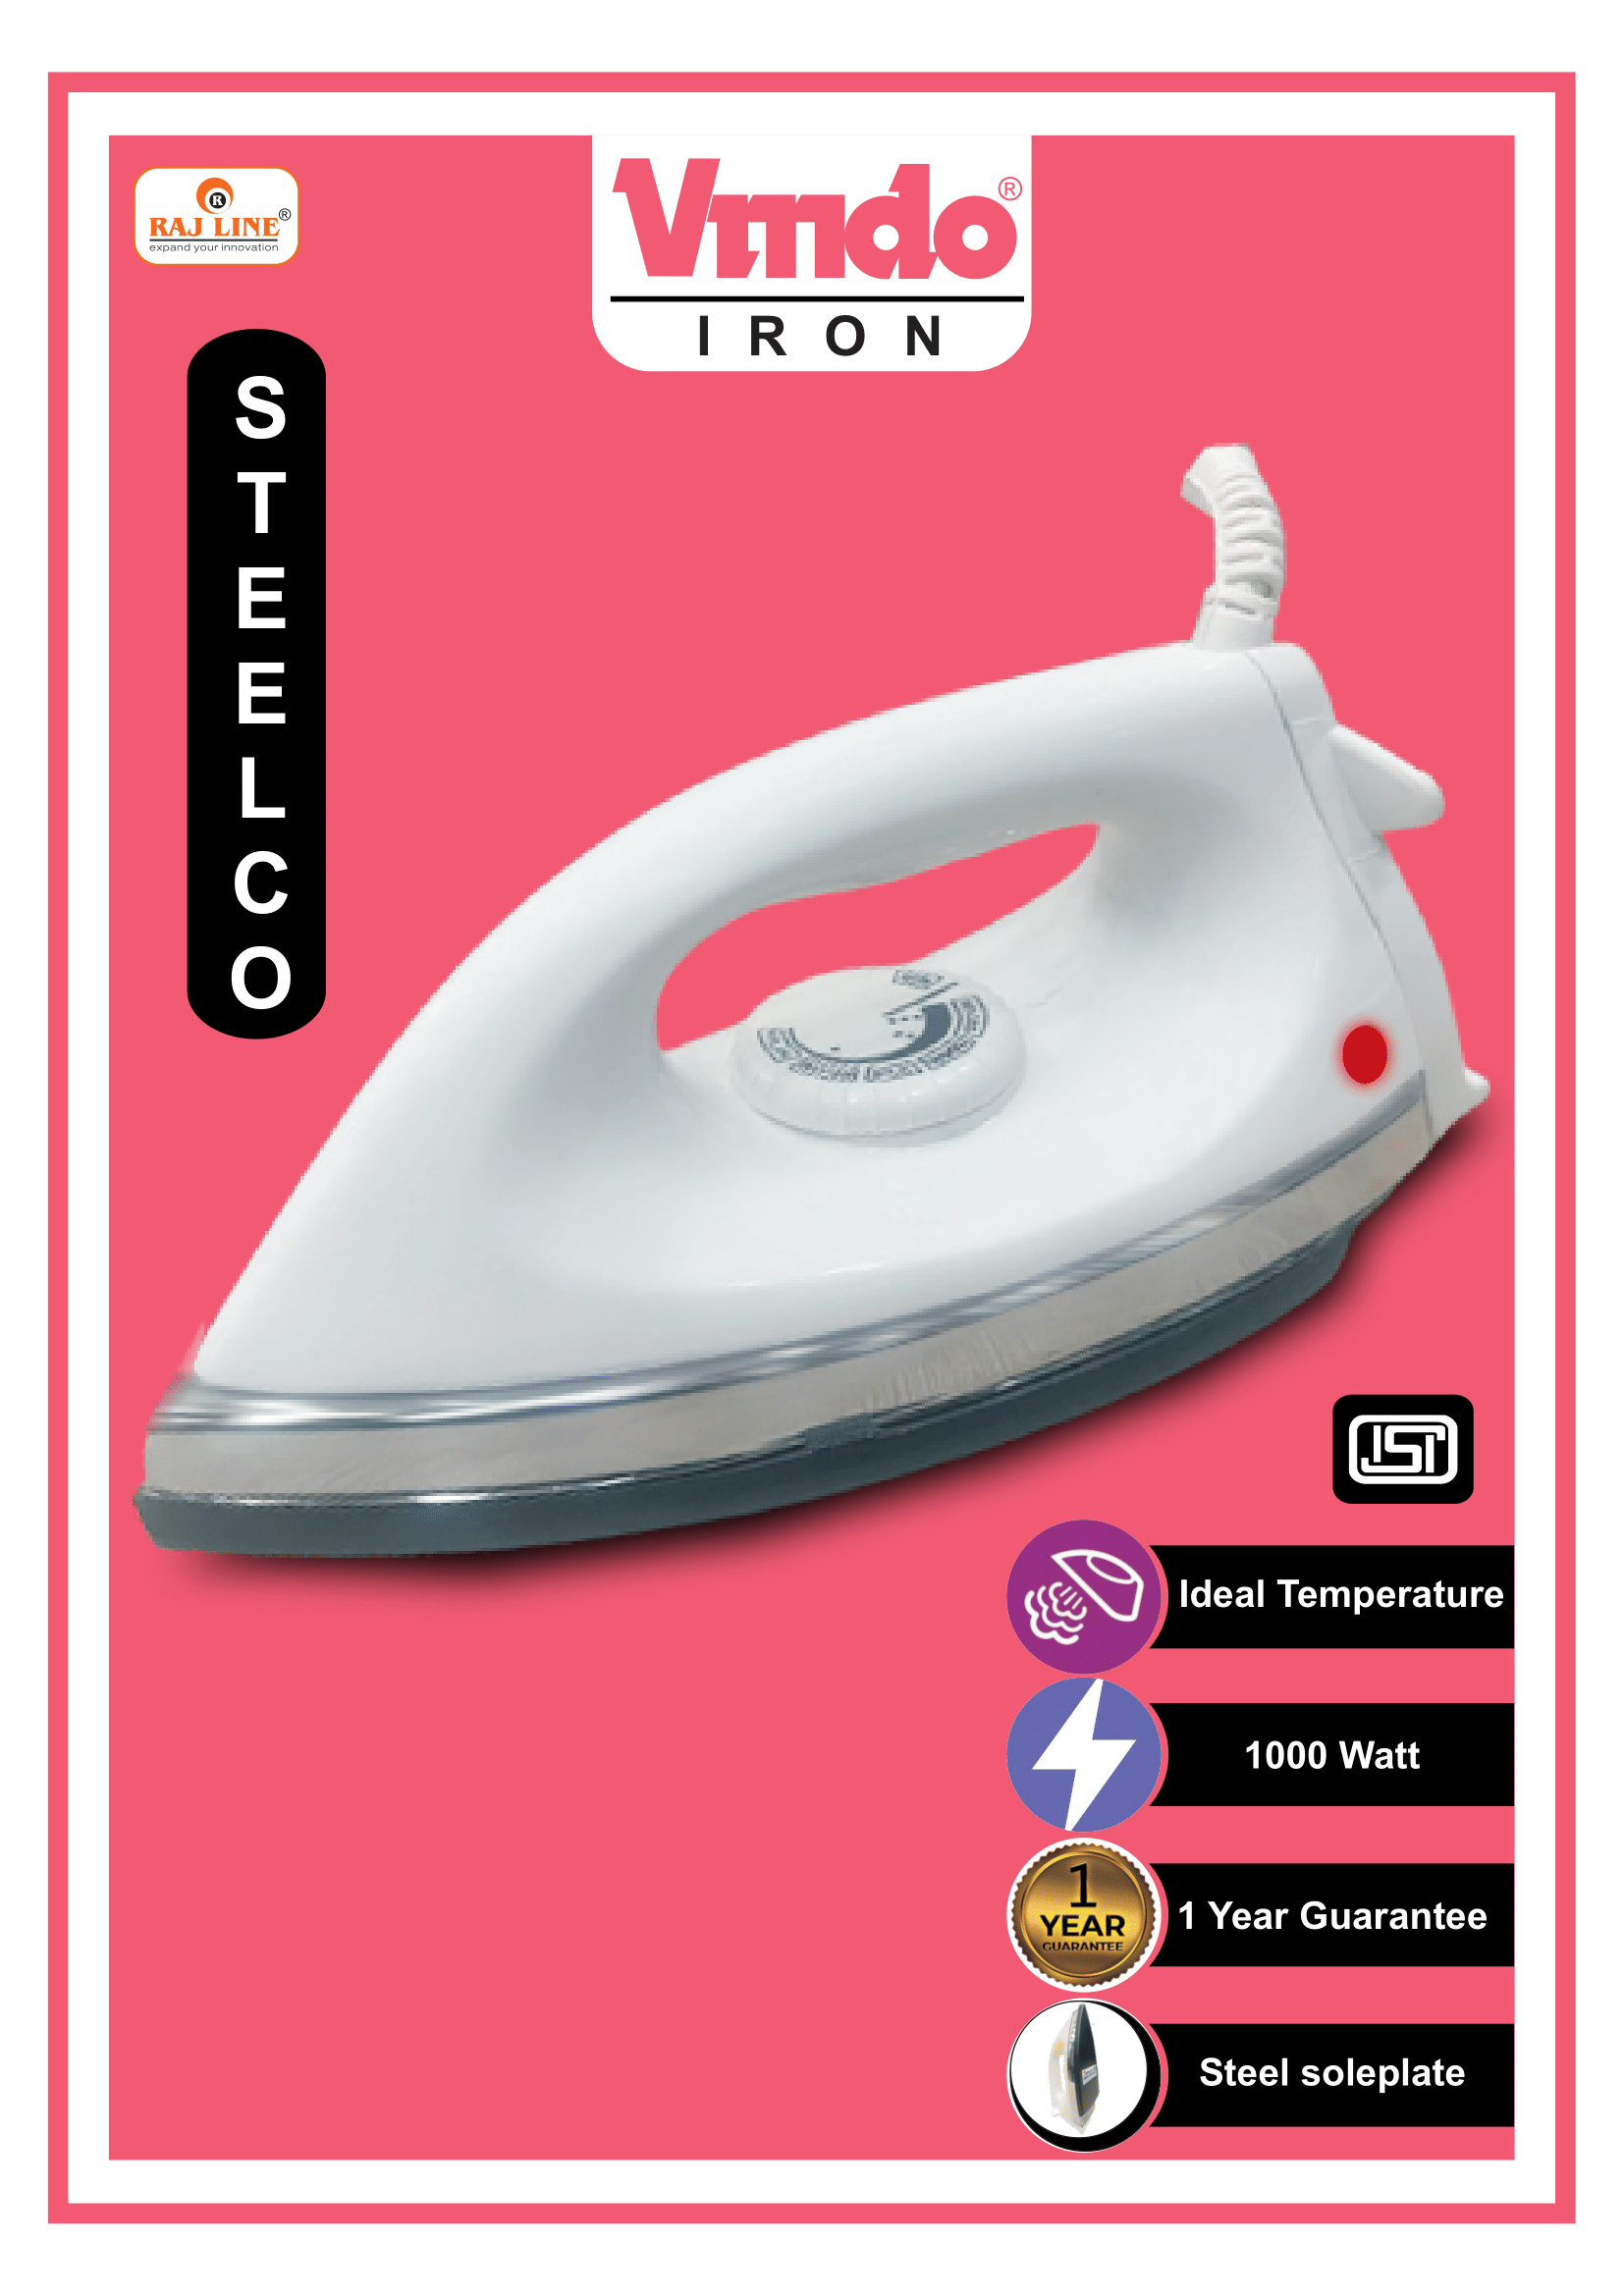 RAJ LINE®
expand your innovation
Vmdo®
IRON
STEELCO
ISI
Ideal Temperature
1000 Watt
1
YEAR
GUARANTEE
1 Year Guarantee
Steel soleplate